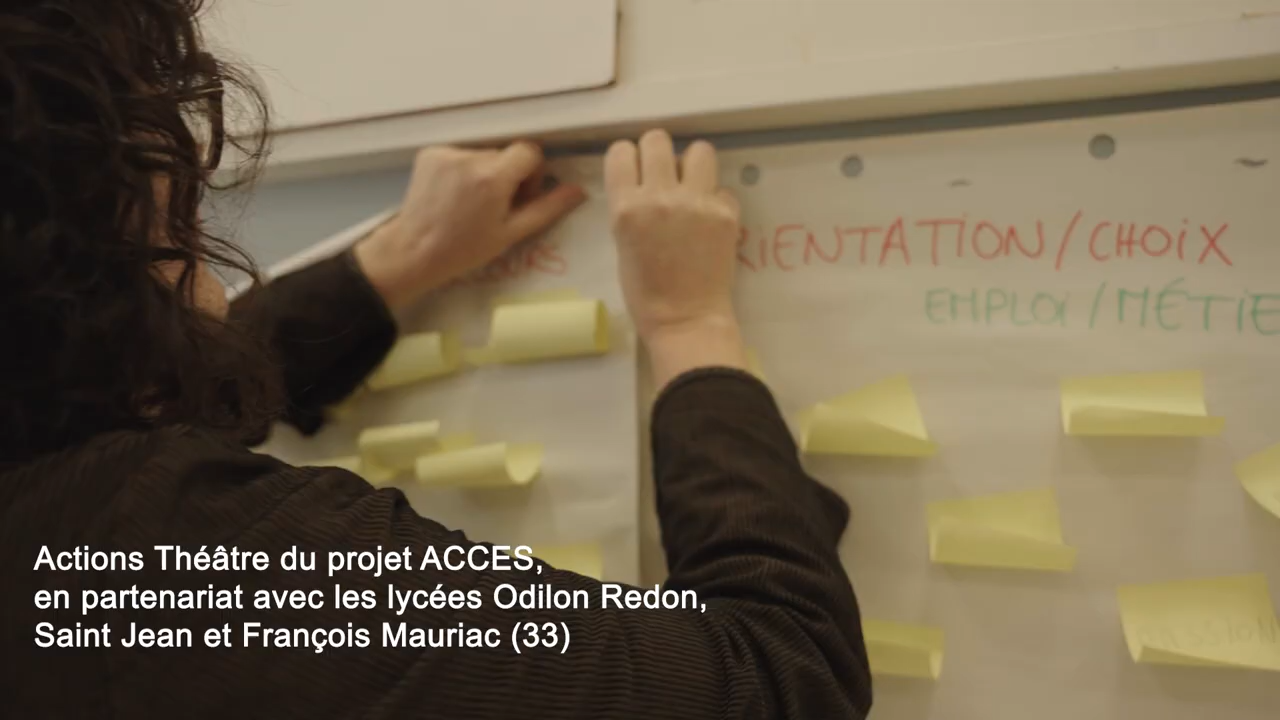 RIENTATION/CHOIX
EMPLOI/MÉTIE
PASSION
Actions Théâtre du projet ACCES,
en partenariat avec les lycées Odilon Redon,
Saint Jean et François Mauriac (33)